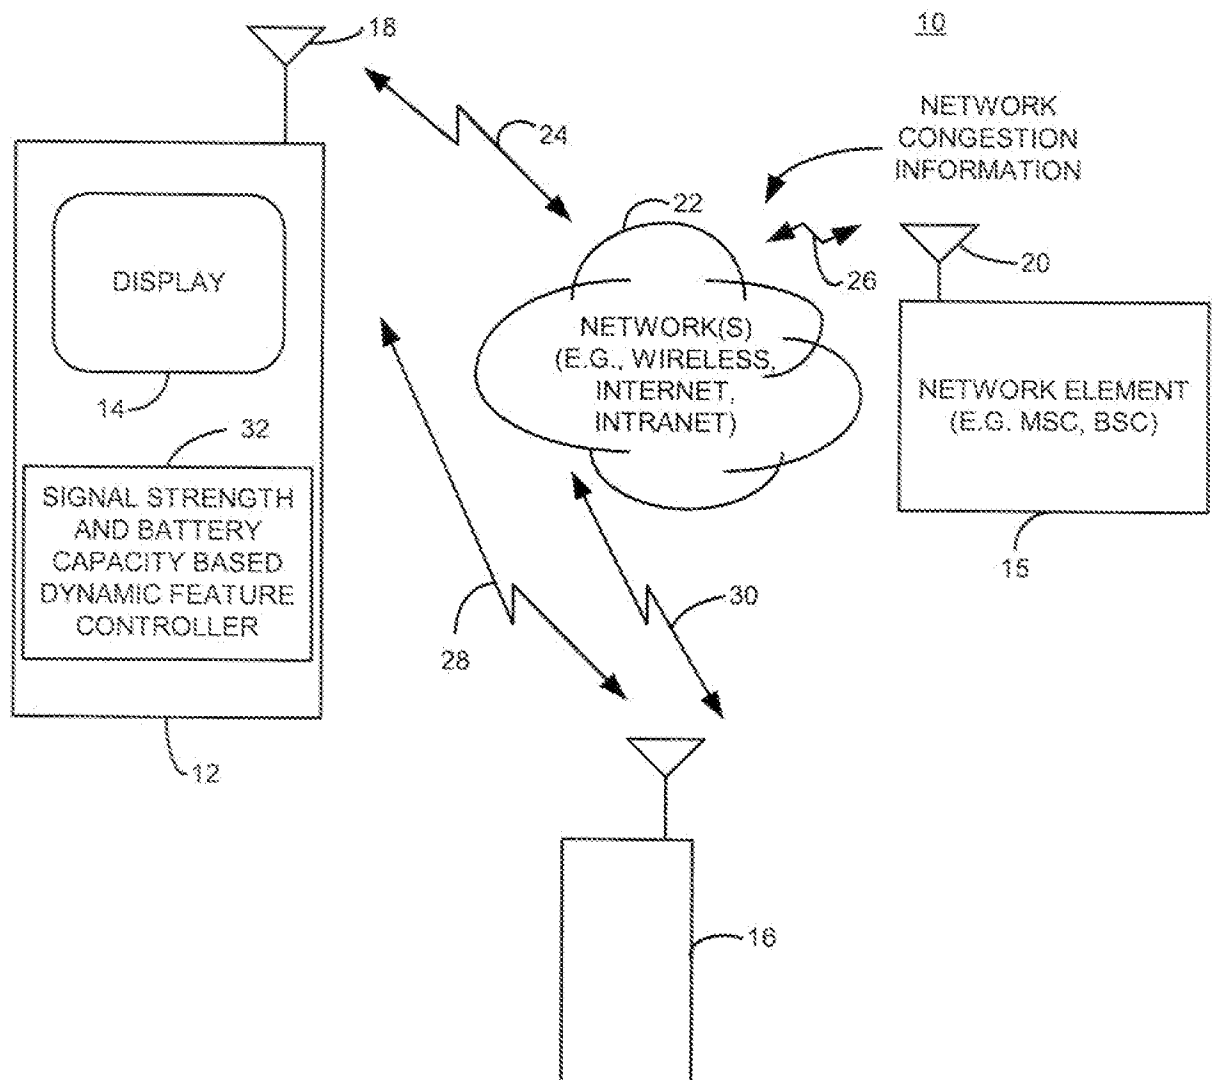 10
18
24
NETWORK
CONGESTION
INFORMATION
22
26
20
DISPLAY
14
NETWORK(S)
(E.G., WIRELESS,
INTERNET,
INTRANET)
NETWORK ELEMENT
(E.G. MSC, BSC)
15
32
SIGNAL STRENGTH
AND BATTERY
CAPACITY BASED
DYNAMIC FEATURE
CONTROLLER
28
30
12
16